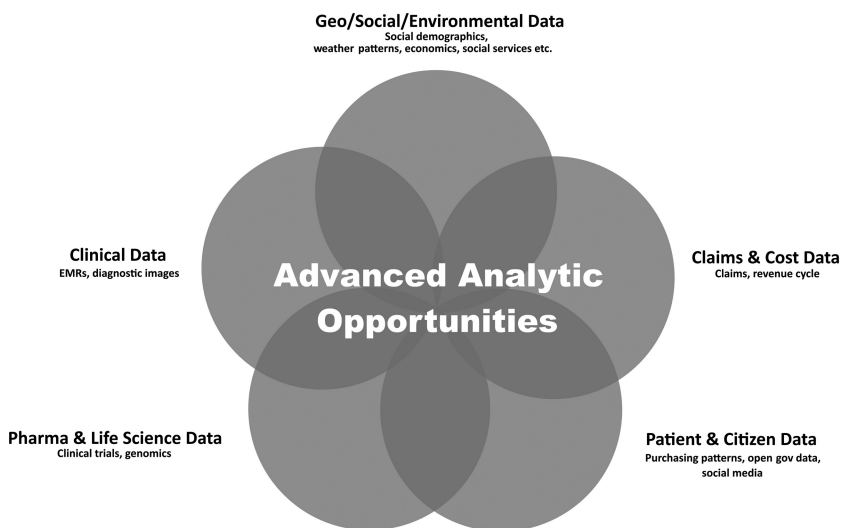 Geo/Social/Environmental Data
Social demographics,
weather patterns, economics, social services etc.
Clinical Data
EMRs, diagnostic images
Claims & Cost Data
Claims, revenue cycle
Advanced Analytic
Opportunities
Pharma & Life Science Data
Clinical trials, genomics
Patient & Citizen Data
Purchasing patterns, open gov data,
social media